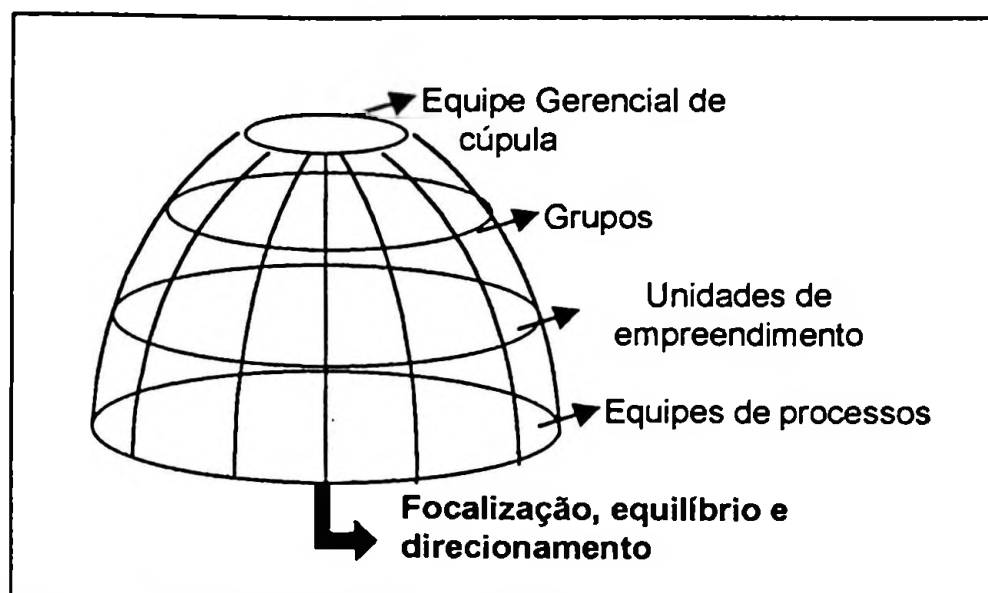 Equipe Gerencial de
cúpula
Grupos
Unidades de
empreendimento
Equipes de processos
Focalização, equilíbrio e
direcionamento